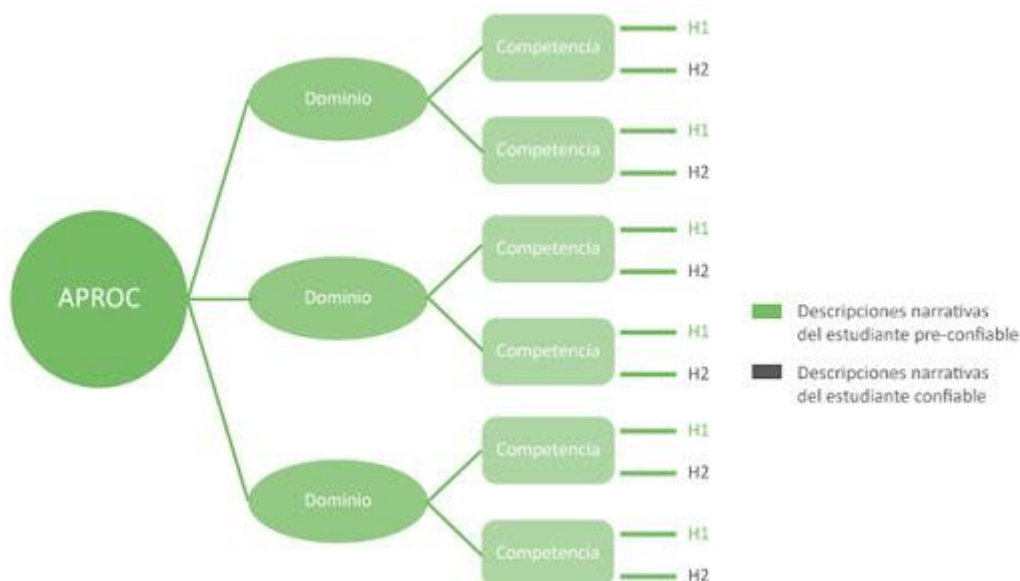 APROC
Dominio
Competencia
H1
H2
Competencia
H1
H2
Dominio
Competencia
H1
H2
Competencia
H1
H2
Dominio
Competencia
H1
H2
Competencia
H1
H2
Descripciones narrativas
del estudiante pre-confiable
Descripciones narrativas
del estudiante confiable